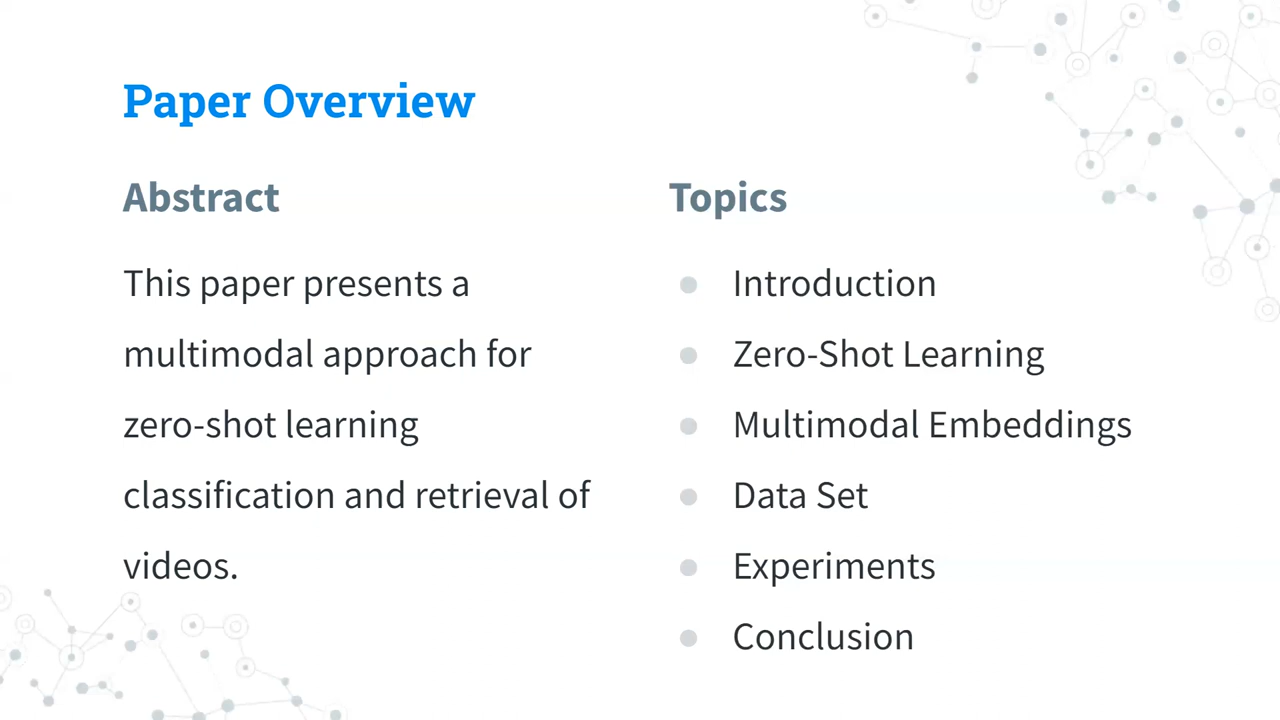 Paper Overview
Abstract
This paper presents a
multimodal approach for
zero-shot learning
classification and retrieval of
videos.
Topics
Introduction
Zero-Shot Learning
Multimodal Embeddings
Data Set
Experiments
Conclusion